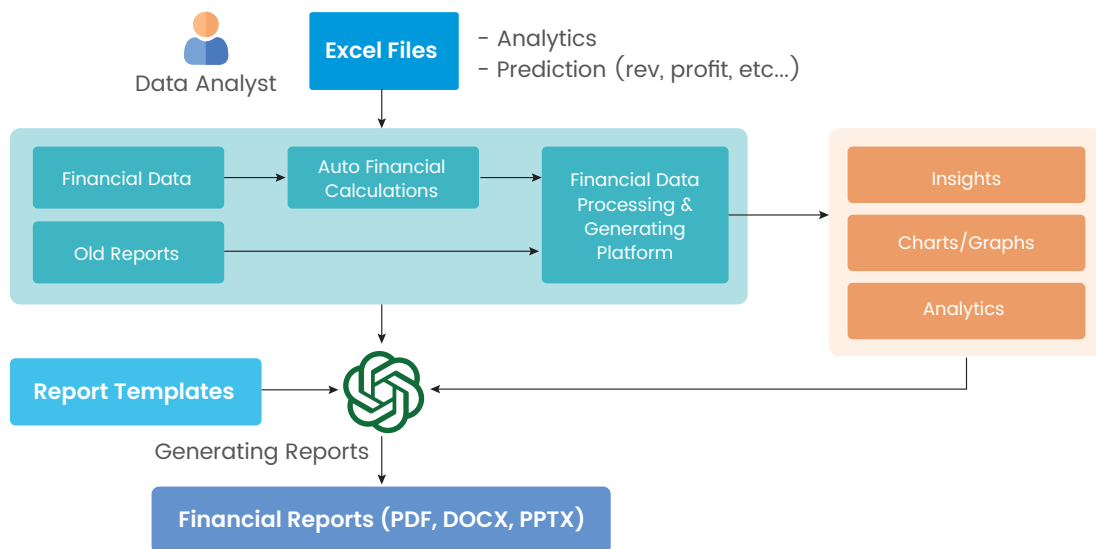 Excel Files
- Analytics
- Prediction (rev, profit, etc...)
Data Analyst
Financial Data
Auto Financial
Calculations
Financial Data
Processing &
Generating
Platform
Old Reports
Insights
Charts/Graphs
Analytics
Report Templates
Generating Reports
Financial Reports (PDF, DOCX, PPTX)